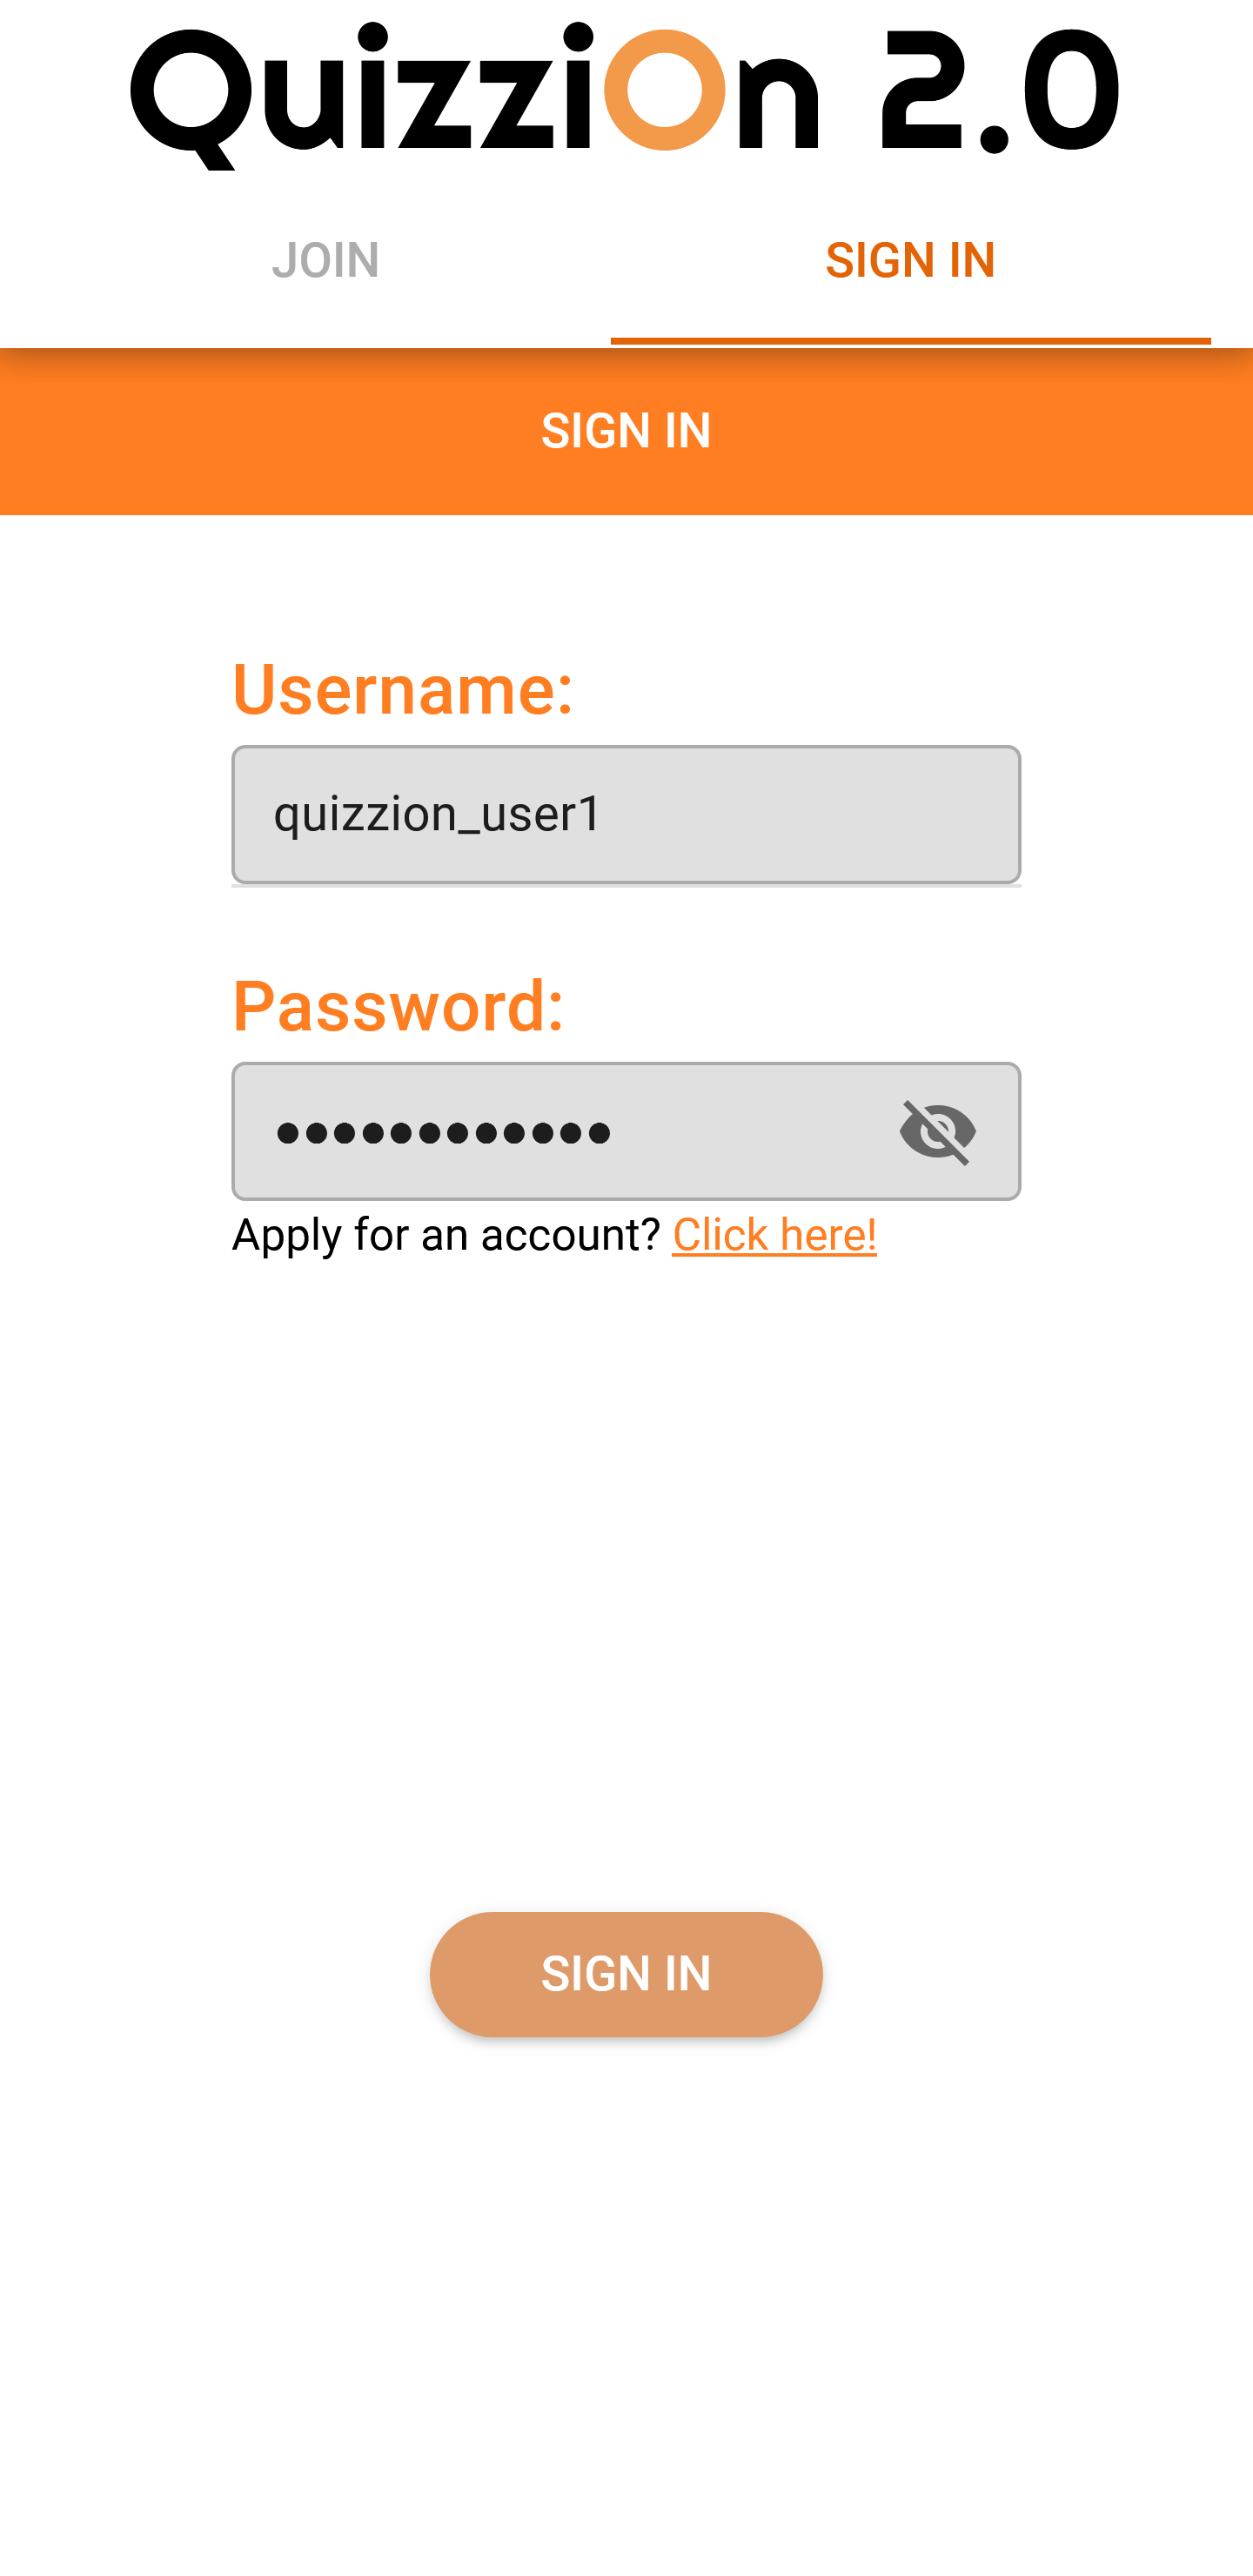 QuizziOn 2.0
JOIN
SIGN IN
SIGN IN
Username:
quizzion_user1
Password:
••••••••••••
Apply for an account? Click here!
SIGN IN